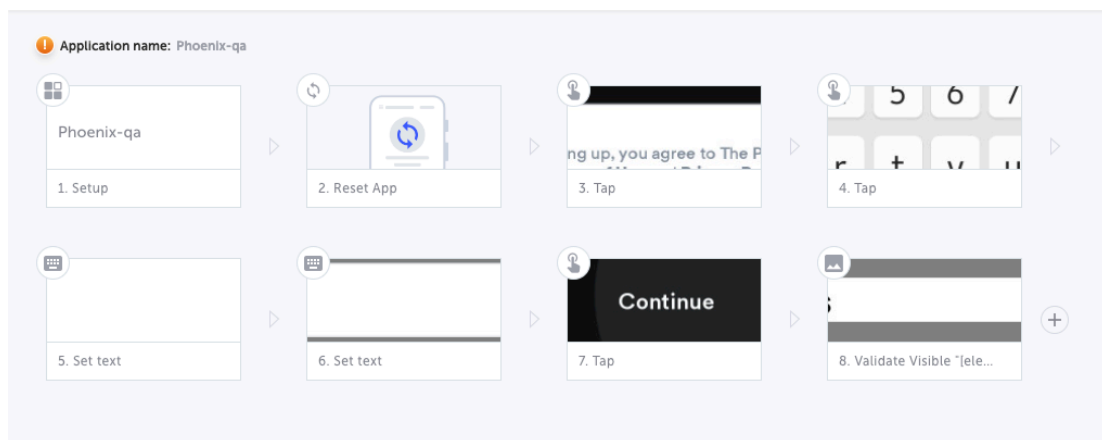 Application name: Phoenix-qa
Phoenix-qa
1. Setup
2. Reset App
ng up, you agree to The P
3. Tap
5 6
t
4. Tap
5. Set text
6. Set text
Continue
7. Tap
s
8. Validate Visible "[ele...